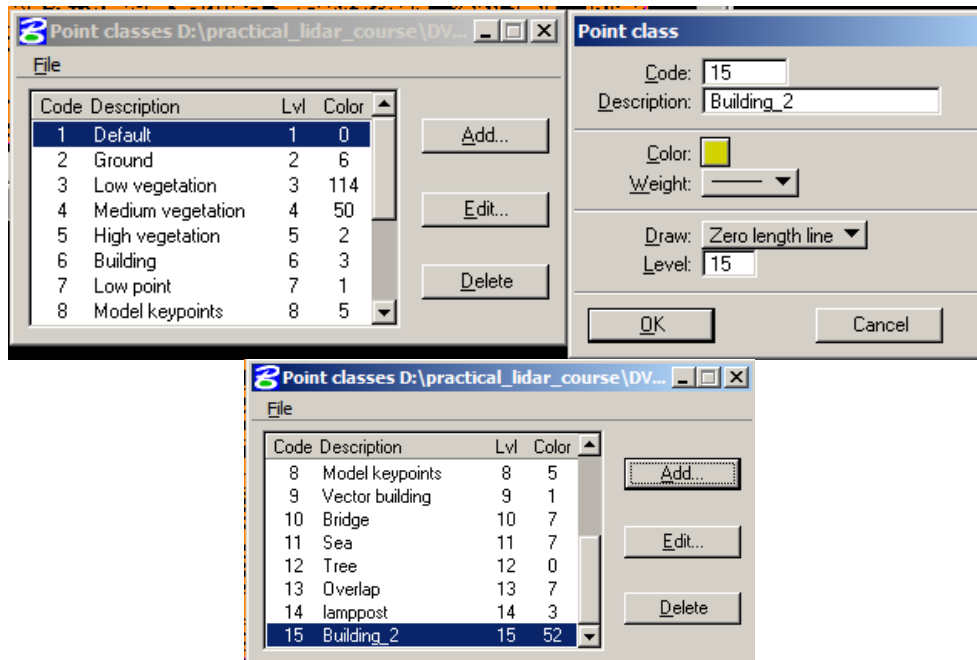 Point classes D:\practical_lidar_course\DV...
File
Code Description Lvl Color
1 Default 1 0
2 Ground 2 6
3 Low vegetation 3 114
4 Medium vegetation 4 50
5 High vegetation 5 2
6 Building 6 3
7 Low point 7 1
8 Model keypoints 8 5
Add...
Edit...
Delete
Point class
Code: 15
Description: Building_2
Color:
Weight:
Draw: Zero length line
Level: 15
OK Cancel
Point classes D:\practical_lidar_course\DV...
File
Code Description Lvl Color
8 Model keypoints 8 5
9 Vector building 9 1
10 Bridge 10 7
11 Sea 11 7
12 Tree 12 0
13 Overlap 13 7
14 lamppost 14 3
15 Building_2 15 52
Add...
Edit...
Delete